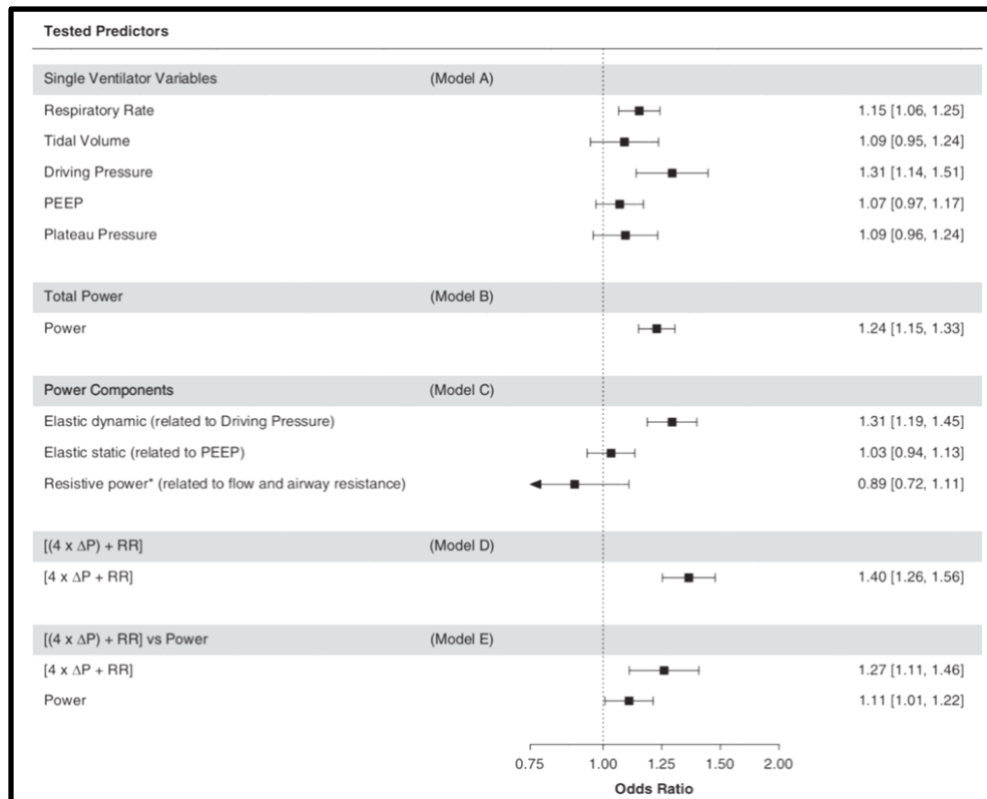 Tested Predictors
Single Ventilator Variables (Model A)
Respiratory Rate 1.15 [1.06, 1.25]
Tidal Volume 1.09 [0.95, 1.24]
Driving Pressure 1.31 [1.14, 1.51]
PEEP 1.07 [0.97, 1.17]
Plateau Pressure 1.09 [0.96, 1.24]
Total Power (Model B)
Power 1.24 [1.15, 1.33]
Power Components (Model C)
Elastic dynamic (related to Driving Pressure) 1.31 [1.19, 1.45]
Elastic static (related to PEEP) 1.03 [0.94, 1.13]
Resistive power* (related to flow and airway resistance) 0.89 [0.72, 1.11]
[(4 x ΔP) + RR] (Model D)
[4 x ΔP + RR] 1.40 [1.26, 1.56]
[(4 x ΔP) + RR] vs Power (Model E)
[4 x ΔP + RR] 1.27 [1.11, 1.46]
Power 1.11 [1.01, 1.22]
0.75 1.00 1.25 1.50 2.00
Odds Ratio